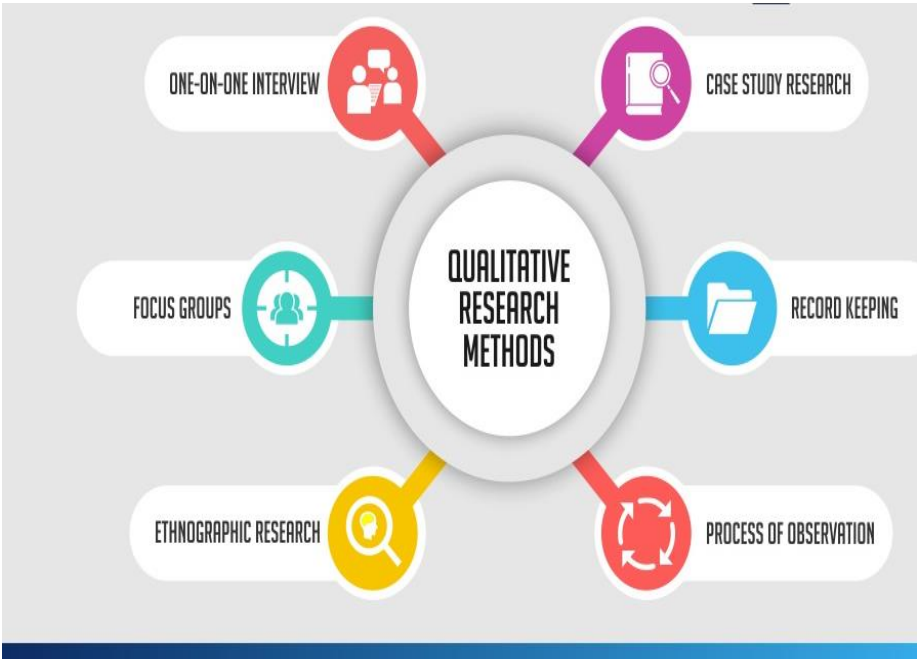 ONE-ON-ONE INTERVIEW
CASE STUDY RESEARCH
QUALITATIVE
RESEARCH
METHODS
FOCUS GROUPS
RECORD KEEPING
ETHNOGRAPHIC RESEARCH
PROCESS OF OBSERVATION